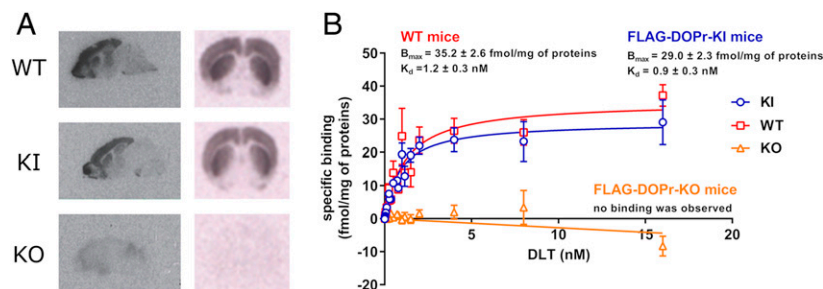 A
WT
KI
KO
B
WT mice
Bmax = 35.2 ± 2.6 fmol/mg of proteins
Kd =1.2 ± 0.3 nM
FLAG-DOPr-KI mice
Bmax = 29.0 ± 2.3 fmol/mg of proteins
Kd = 0.9 ± 0.3 nM
specific binding
(fmol/mg of proteins)
50
40
30
20
10
0
-10
-20
KI
WT
KO
FLAG-DOPr-KO mice
no binding was observed
5
10
15
20
DLT (nM)